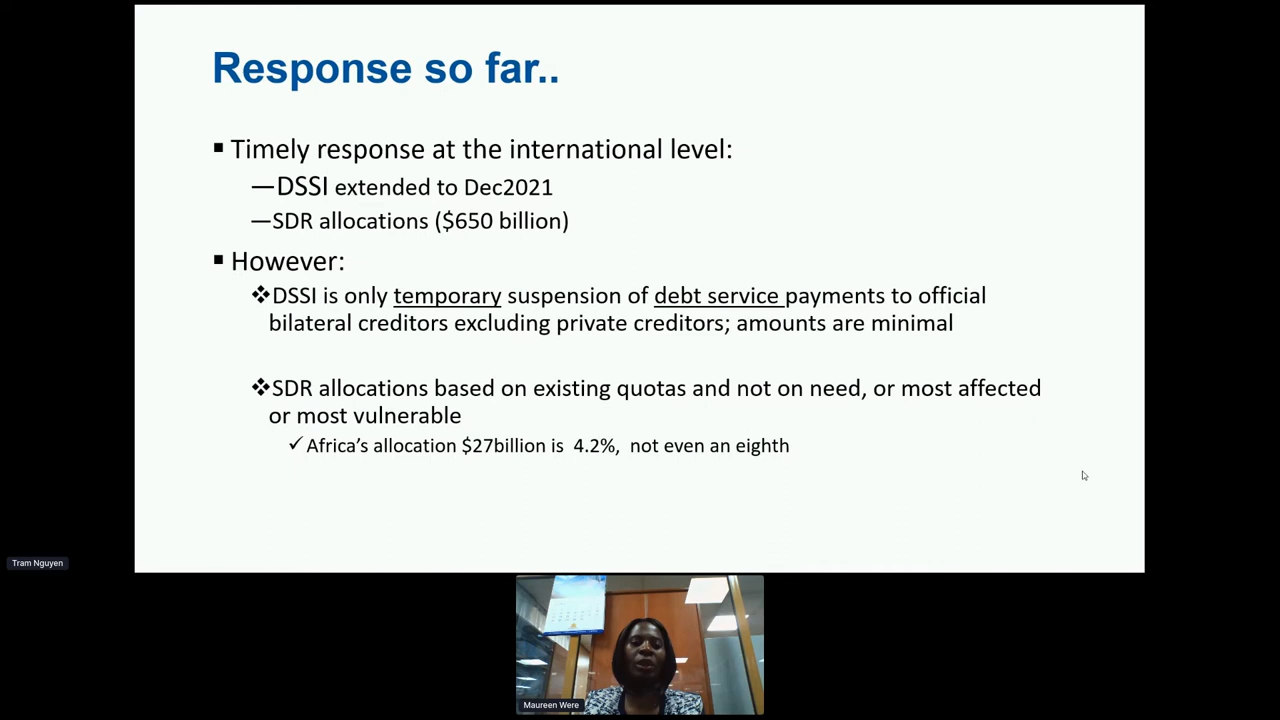 Response so far..
▪ Timely response at the international level:
—DSSI extended to Dec2021
—SDR allocations ($650 billion)
▪ However:
❖DSSI is only temporary suspension of debt service payments to official
bilateral creditors excluding private creditors; amounts are minimal
❖SDR allocations based on existing quotas and not on need, or most affected
or most vulnerable
✓Africa’s allocation $27billion is 4.2%, not even an eighth
Tram Nguyen
Maureen Were